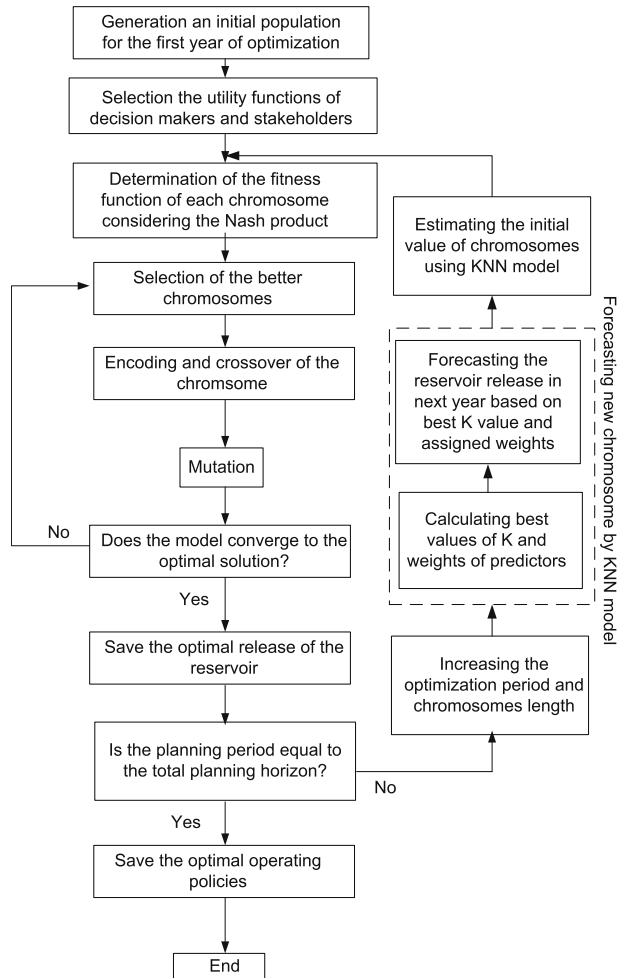 Generation an initial population
for the first year of optimization
Selection the utility functions of
decision makers and stakeholders
Determination of the fitness
function of each chromosome
considering the Nash product
Selection of the better
chromosomes
Encoding and crossover of the
chromsome
Mutation
No
Does the model converge to the
optimal solution?
Yes
Save the optimal release of the
reservoir
Is the planning period equal to
the total planning horizon?
No
Yes
Save the optimal operating
policies
End
Estimating the initial
value of chromosomes
using KNN model
Forecasting the
reservoir release in
next year based on
best K value and
assigned weights
Calculating best
values of K and
weights of predictors
Forecasting new chromosome by KNN model
Increasing the
optimization period and
chromosomes length